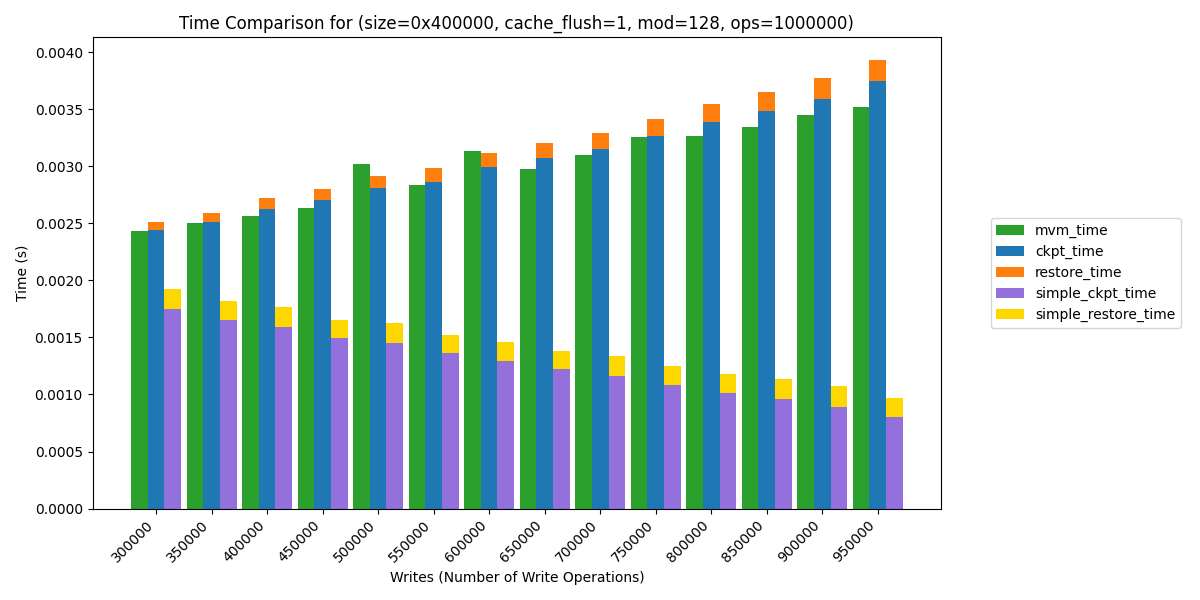 Time Comparison for (size=0x400000, cache_flush=1, mod=128, ops=1000000)
Time (s)
0.0040
0.0035
0.0030
0.0025
0.0020
0.0015
0.0010
0.0005
0.0000
300000
350000
400000
450000
500000
550000
600000
650000
700000
750000
800000
850000
900000
950000
Writes (Number of Write Operations)
mvm_time
ckpt_time
restore_time
simple_ckpt_time
simple_restore_time